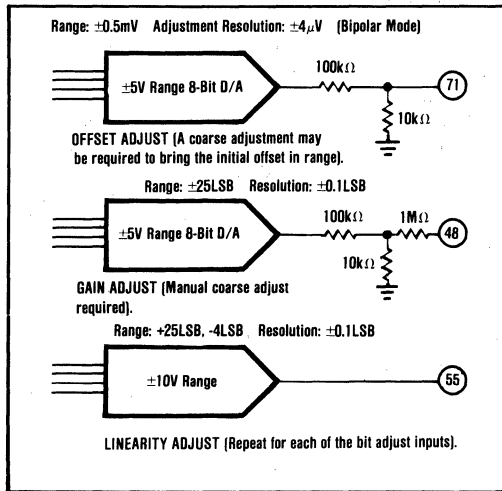 Range: ±0.5mV Adjustment Resolution: ±4μV (Bipolar Mode)
±5V Range 8-Bit D/A
100kΩ
71
10kΩ
OFFSET ADJUST (A coarse adjustment may
be required to bring the initial offset in range).
Range: ±25LSB Resolution: ±0.1LSB
±5V Range 8-Bit D/A
100kΩ
1MΩ
48
10kΩ
GAIN ADJUST (Manual coarse adjust
required).
Range: +25LSB, -4LSB Resolution: ±0.1LSB
±10V Range
55
LINEARITY ADJUST (Repeat for each of the bit adjust inputs).